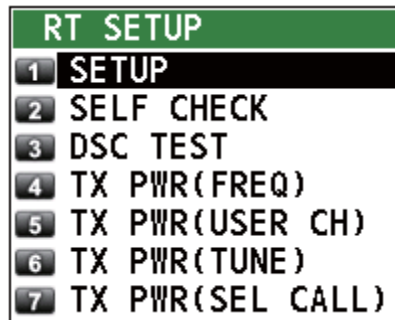 RT SETUP
1 SETUP
2 SELF CHECK
3 DSC TEST
4 TX PWR(FREQ)
5 TX PWR(USER CH)
6 TX PWR(TUNE)
7 TX PWR(SEL CALL)